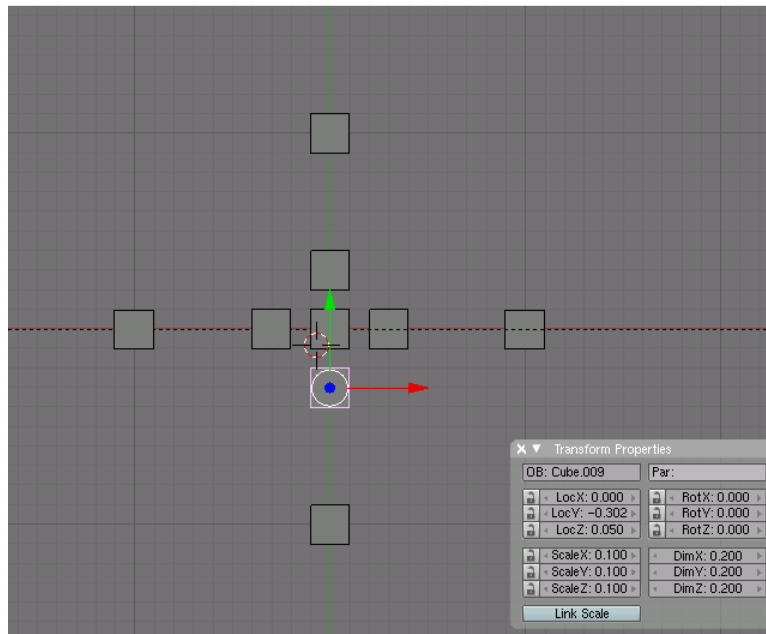 Transform Properties
OB: Cube.009 Par:
LocX: 0.000 RotX: 0.000
LocY: -0.302 RotY: 0.000
LocZ: 0.050 RotZ: 0.000
ScaleX: 0.100 DimX: 0.200
ScaleY: 0.100 DimY: 0.200
ScaleZ: 0.100 DimZ: 0.200
Link Scale